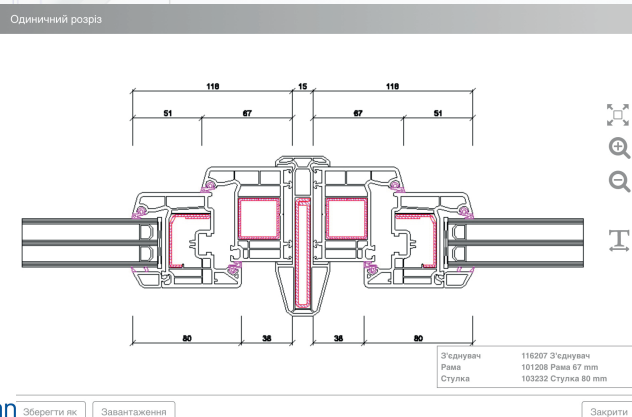 Одиничний розріз
118 15 118
51 67 67 51
80 36 36 80
З'єднувач 116207 З'єднувач
Рама 101208 Рама 67 mm
Стулка 103232 Стулка 80 mm
Зберегти як Завантаження Закрити